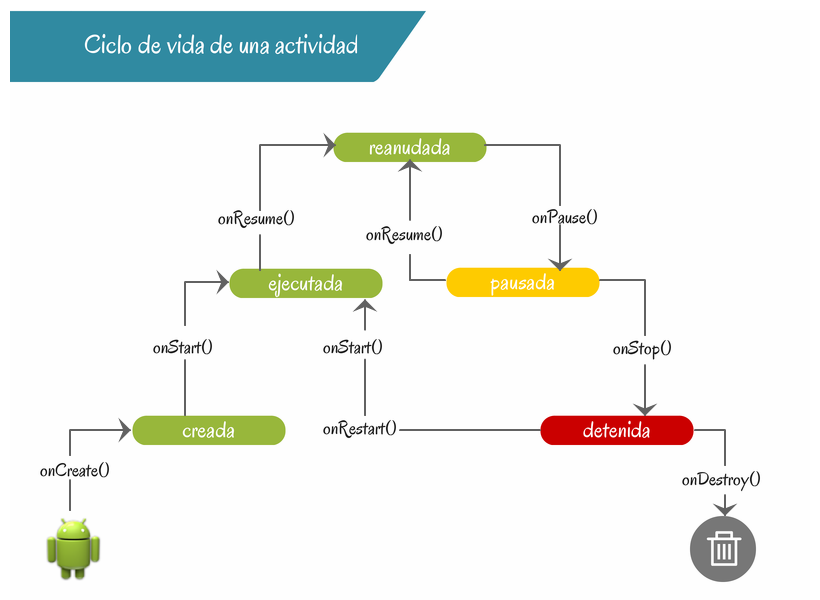 Ciclo de vida de una actividad
reanudada
onResume()
onResume()
onPause()
ejecutada
pausada
onStart()
onStart()
onStop()
creada
onRestart()
detenida
onCreate()
onDestroy()